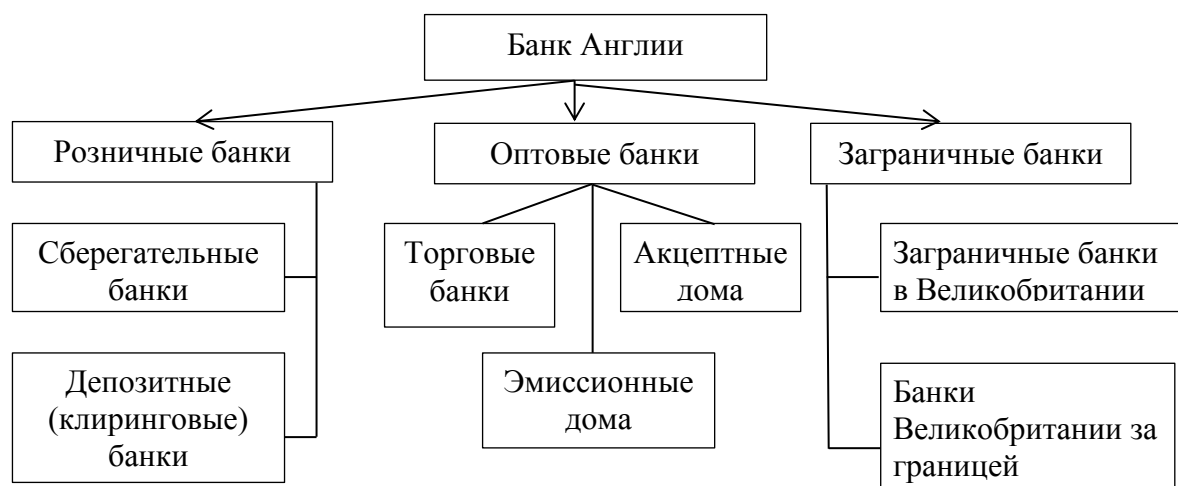 Банк Англии
Розничные банки
Оптовые банки
Заграничные банки
Сберегательные
банки
Торговые
банки
Акцептные
дома
Заграничные банки
в Великобритании
Депозитные
(клиринговые)
банки
Эмиссионные
дома
Банки
Великобритании за
границей